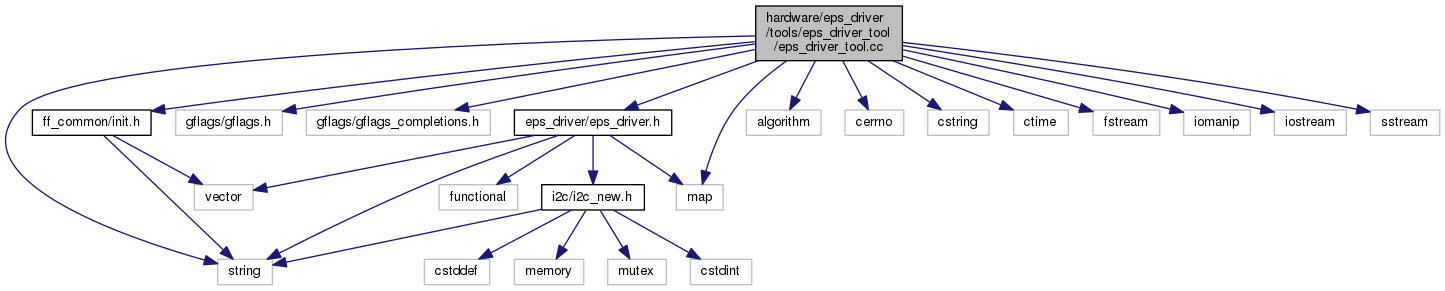 hardware/eps_driver
/tools/eps_driver_tool
/eps_driver_tool.cc
ff_common/init.h
gflags/gflags.h
gflags/gflags_completions.h
eps_driver/eps_driver.h
algorithm
cerrno
cstring
ctime
fstream
iomanip
iostream
sstream
vector
functional
i2c/i2c_new.h
map
string
cstddef
memory
mutex
cstdint